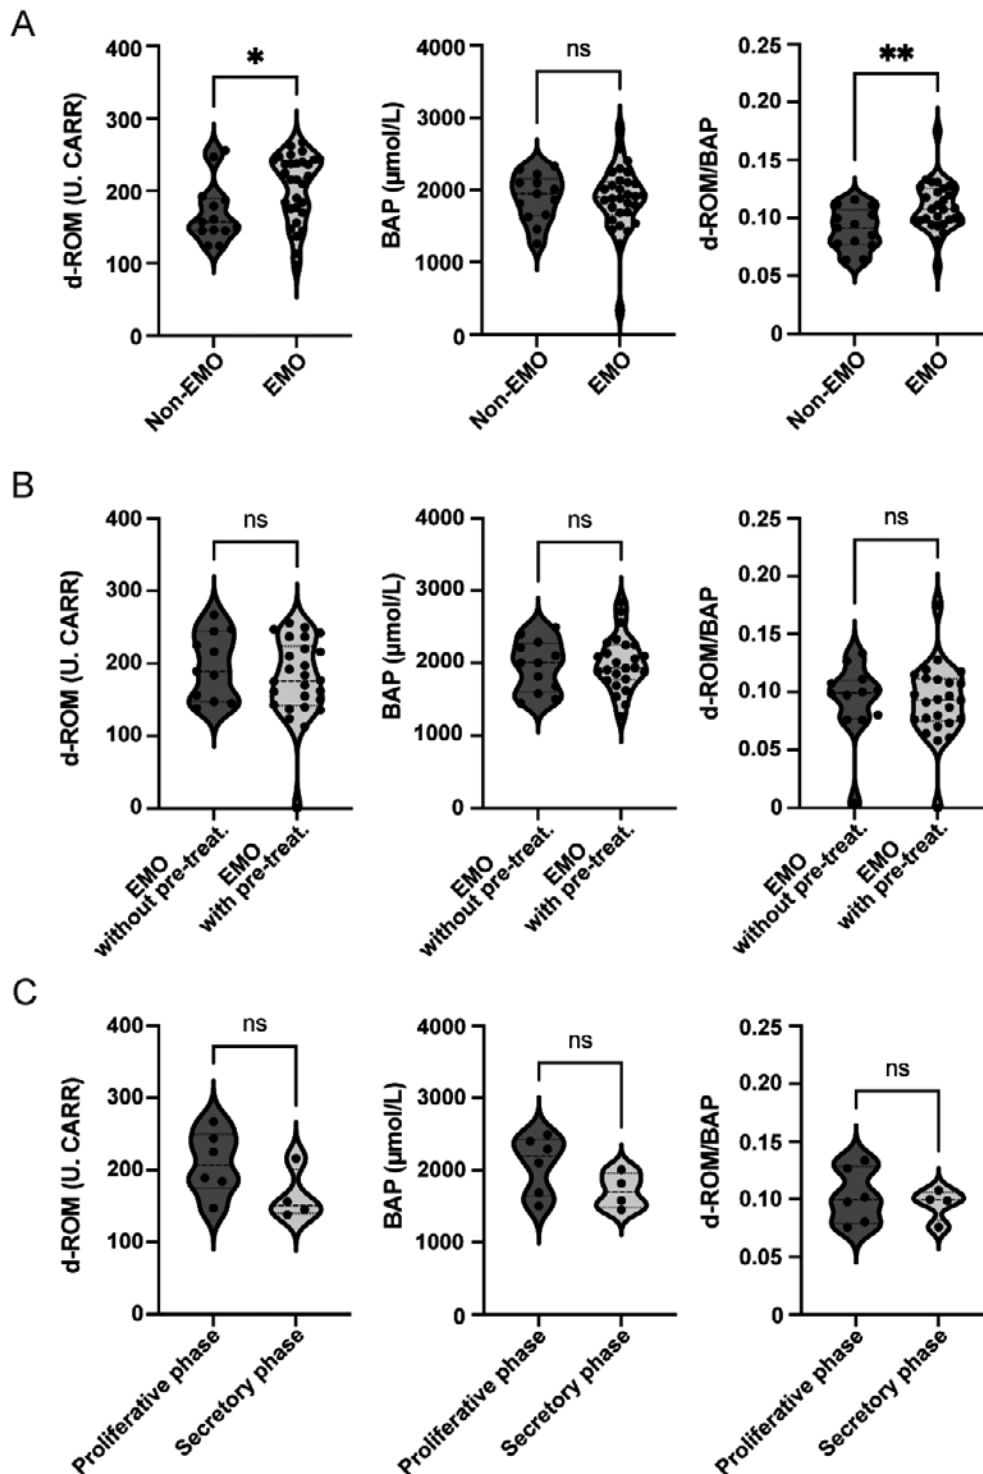 A
d-ROM (U. CARR)
400
300
200
100
0
*
Non-EMO
EMO
BAP (µmol/L)
4000
3000
2000
1000
0
ns
Non-EMO
EMO
d-ROM/BAP
0.25
0.20
0.15
0.10
0.05
0
**
Non-EMO
EMO
B
d-ROM (U. CARR)
400
300
200
100
0
ns
EMO
without pre-treat.
EMO
with pre-treat.
BAP (µmol/L)
4000
3000
2000
1000
0
ns
EMO
without pre-treat.
EMO
with pre-treat.
d-ROM/BAP
0.25
0.20
0.15
0.10
0.05
0
ns
EMO
without pre-treat.
EMO
with pre-treat.
C
d-ROM (U. CARR)
400
300
200
100
0
ns
Proliferative phase
Secretory phase
BAP (µmol/L)
4000
3000
2000
1000
0
ns
Proliferative phase
Secretory phase
d-ROM/BAP
0.25
0.20
0.15
0.10
0.05
0
ns
Proliferative phase
Secretory phase